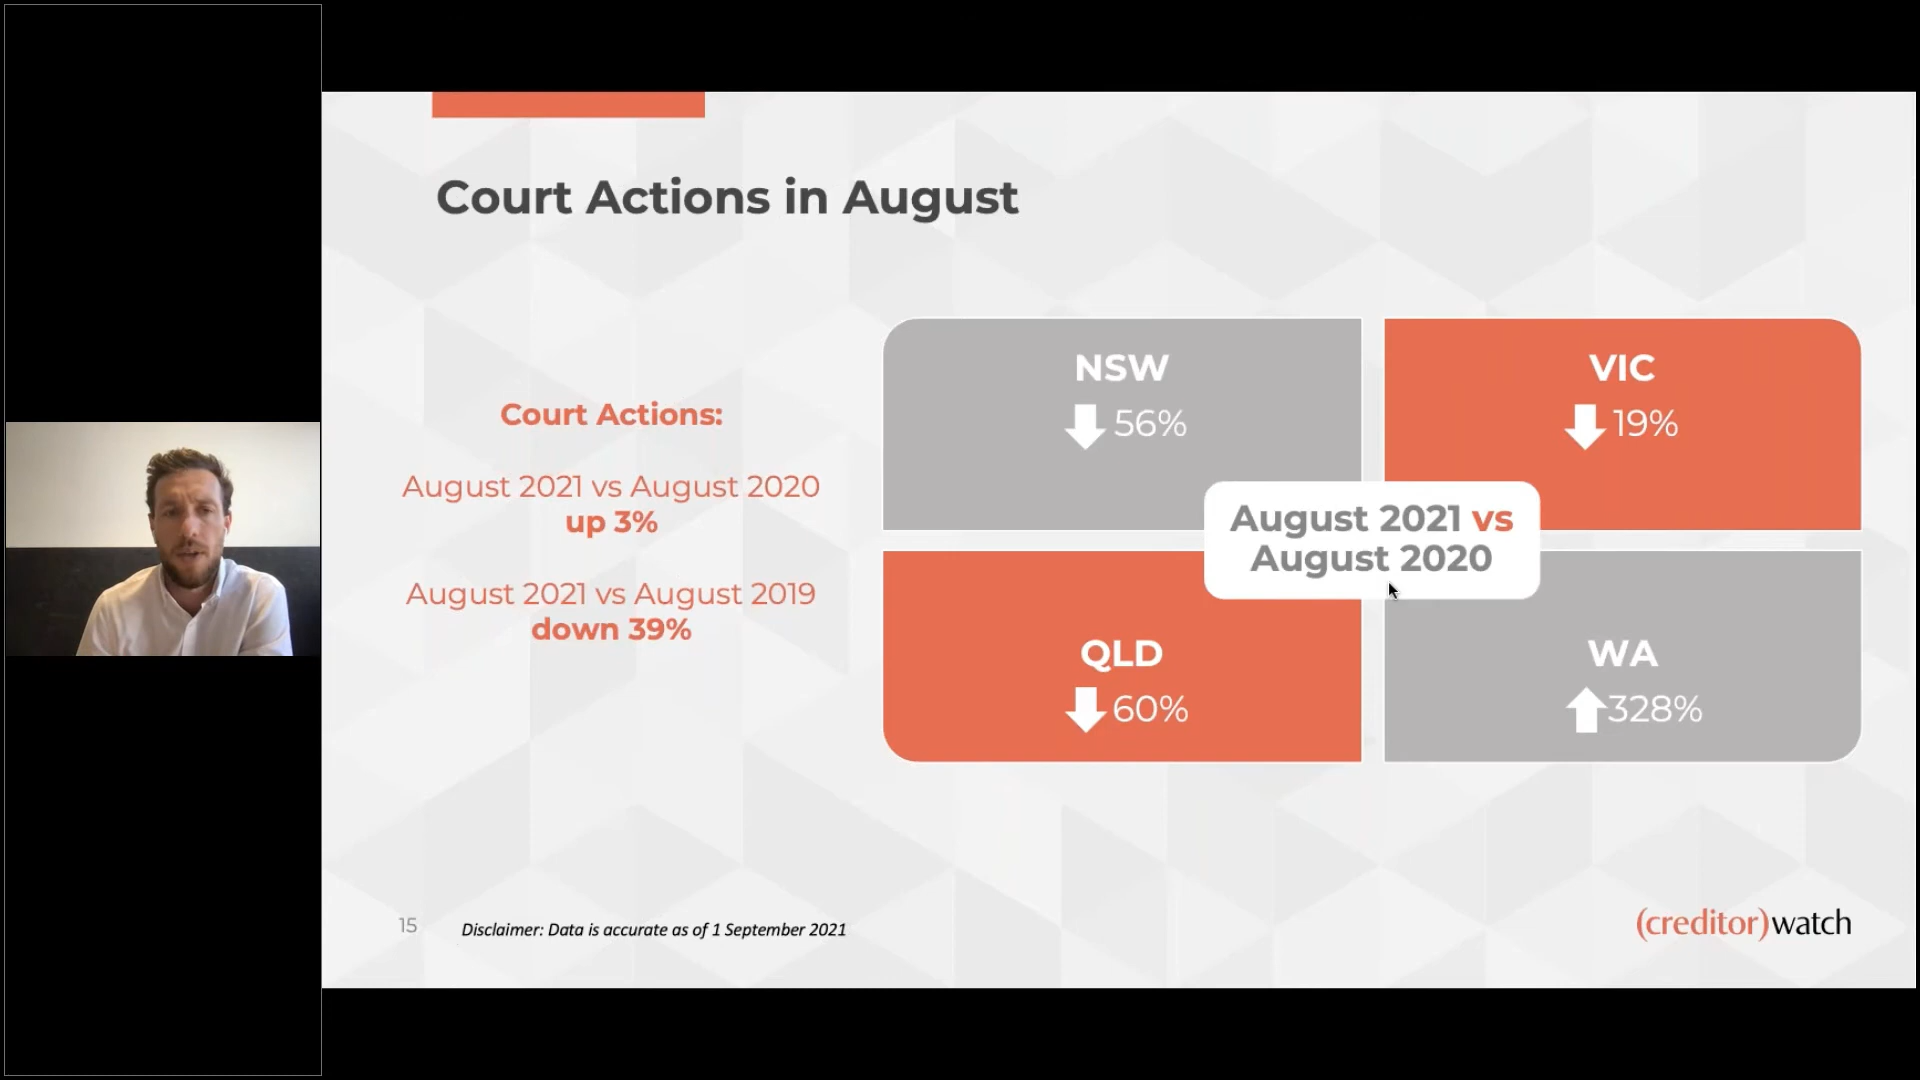 Court Actions in August
Court Actions:
August 2021 vs August 2020
up 3%
August 2021 vs August 2019
down 39%
NSW
56%
VIC
19%
August 2021 vs
August 2020
QLD
60%
WA
328%
15
Disclaimer: Data is accurate as of 1 September 2021
(creditor)watch